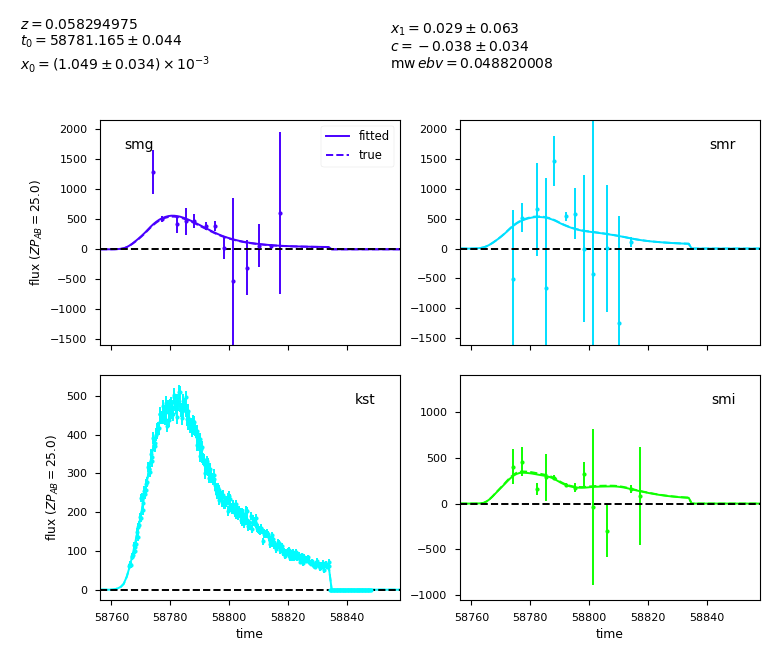 z = 0.058294975
t₀ = 58781.165 ± 0.044
x₀ = (1.049 ± 0.034) × 10⁻³
x₁ = 0.029 ± 0.063
c = −0.038 ± 0.034
mw ebv = 0.048820008
smg
fitted
true
2000
1500
1000
500
0
−500
−1000
−1500
flux (ZP_AB = 25.0)
smr
2000
1500
1000
500
0
−500
−1000
−1500
kst
500
400
300
200
100
0
flux (ZP_AB = 25.0)
58760 58780 58800 58820 58840
time
smi
1000
500
0
−500
−1000
58760 58780 58800 58820 58840
time